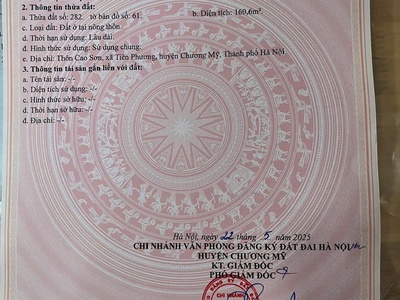 2. Thông tin thửa đất:
a. Thửa đất số: 282, tờ bản đồ số: 61, b. Diện tích: 160,6m².
c. Loại đất: Đất ở tại nông thôn.
d. Thời hạn sử dụng: Lâu dài.
đ. Hình thức sử dụng: Sử dụng chung.
e. Địa chỉ: Thôn Cao Sơn, xã Tiên Phương, huyện Chương Mỹ, Thành phố Hà Nội.
3. Thông tin tài sản gắn liền với đất:
a. Tên tài sản: -/-
b. Diện tích sử dụng: -/-
c. Hình thức sở hữu: -/-
d. Thời hạn sở hữu: -/-
đ. Địa chỉ: -/-
Hà Nội, ngày 22 tháng 5 năm 2025
CHI NHÁNH VĂN PHÒNG ĐĂNG KÝ ĐẤT ĐAI HÀ NỘI
HUYỆN CHƯƠNG MỸ
KT. GIÁM ĐỐC
PHÓ GIÁM ĐỐC
CHI NHÁNH